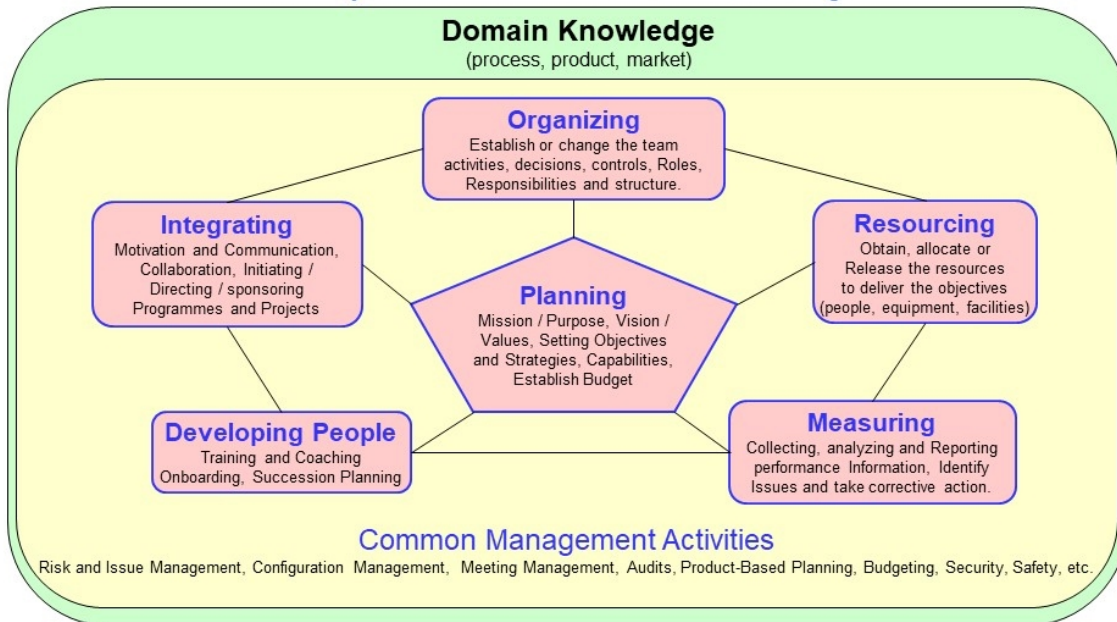 Domain Knowledge
(process, product, market)
Organizing
Establish or change the team
activities, decisions, controls, Roles,
Responsibilities and structure.
Integrating
Motivation and Communication,
Collaboration, Initiating /
Directing / sponsoring
Programmes and Projects
Resourcing
Obtain, allocate or
Release the resources
to deliver the objectives
(people, equipment, facilities)
Planning
Mission / Purpose, Vision /
Values, Setting Objectives
and Strategies, Capabilities,
Establish Budget
Developing People
Training and Coaching
Onboarding, Succession Planning
Measuring
Collecting, analyzing and Reporting
performance Information, Identify
Issues and take corrective action.
Common Management Activities
Risk and Issue Management, Configuration Management, Meeting Management, Audits, Product-Based Planning, Budgeting, Security, Safety, etc.